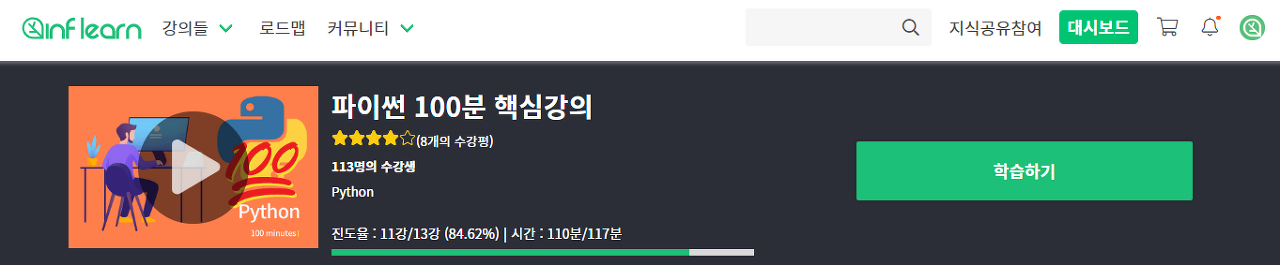 inflearn 강의들 로드맵 커뮤니티 지식공유참여 대시보드
파이썬 100분 핵심강의
(8개의 수강평)
113명의 수강생
Python
100
Python
100 minutes
진도율 : 11강/13강 (84.62%) | 시간 : 110분/117분
학습하기